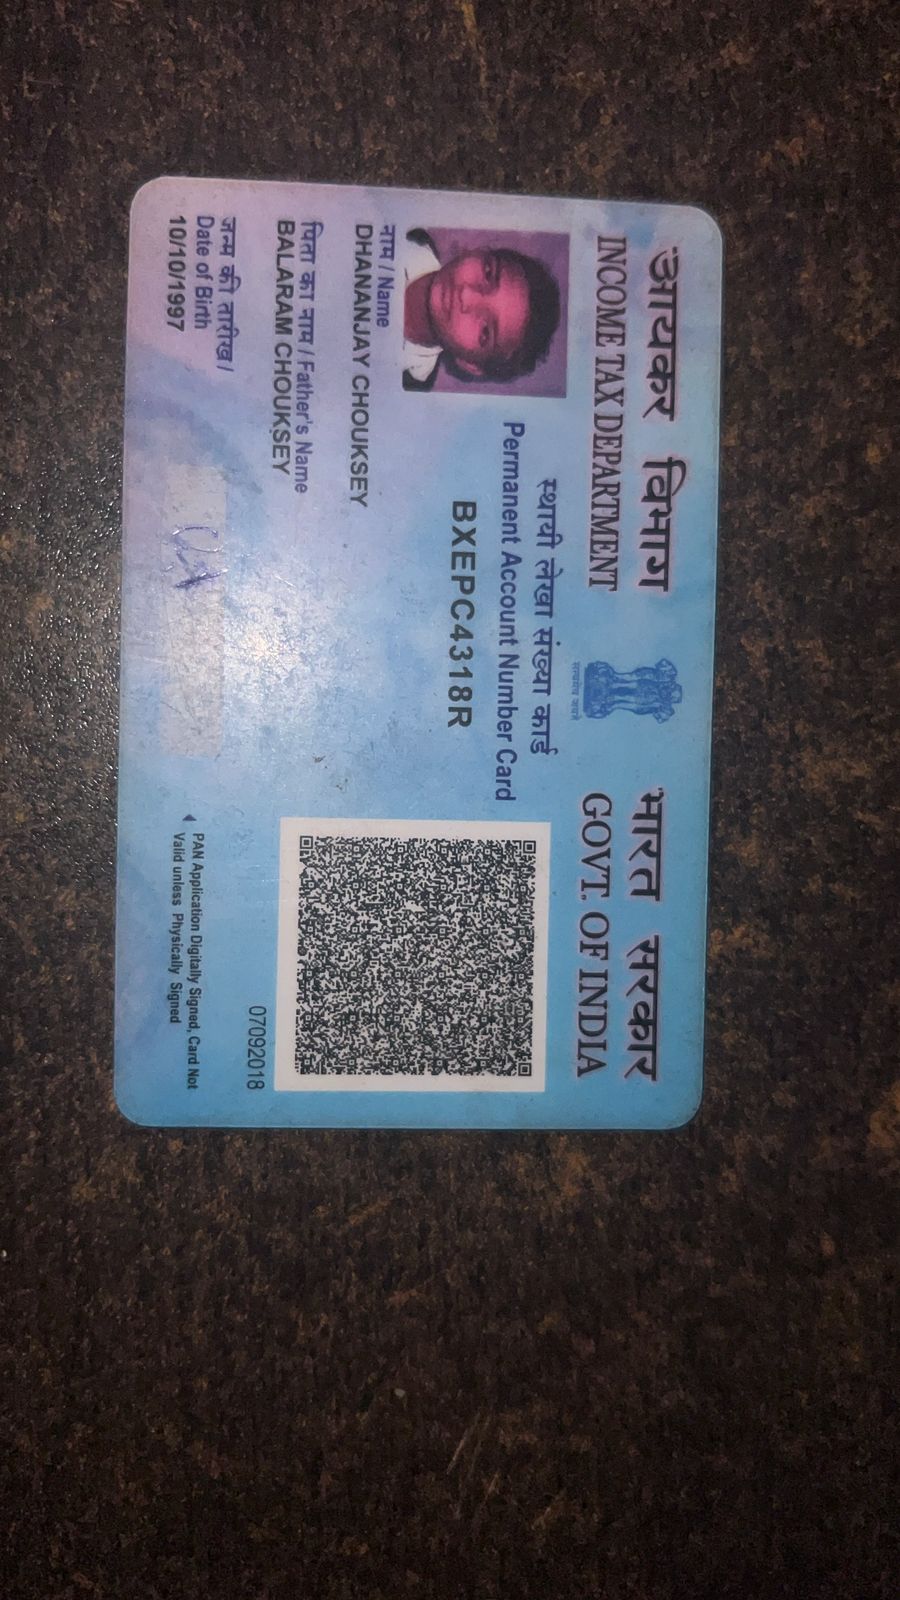 आयकर विभाग
INCOME TAX DEPARTMENT
सत्यमेव जयते
भारत सरकार
GOVT. OF INDIA
स्थायी लेखा संख्या कार्ड
Permanent Account Number Card
BXEPC4318R
नाम / Name
DHANANJAY CHOUKSEY
पिता का नाम / Father's Name
BALARAM CHOUKSEY
जन्म की तारीख /
Date of Birth
10/10/1997
07092018
PAN Application Digitally Signed, Card Not
Valid unless Physically Signed